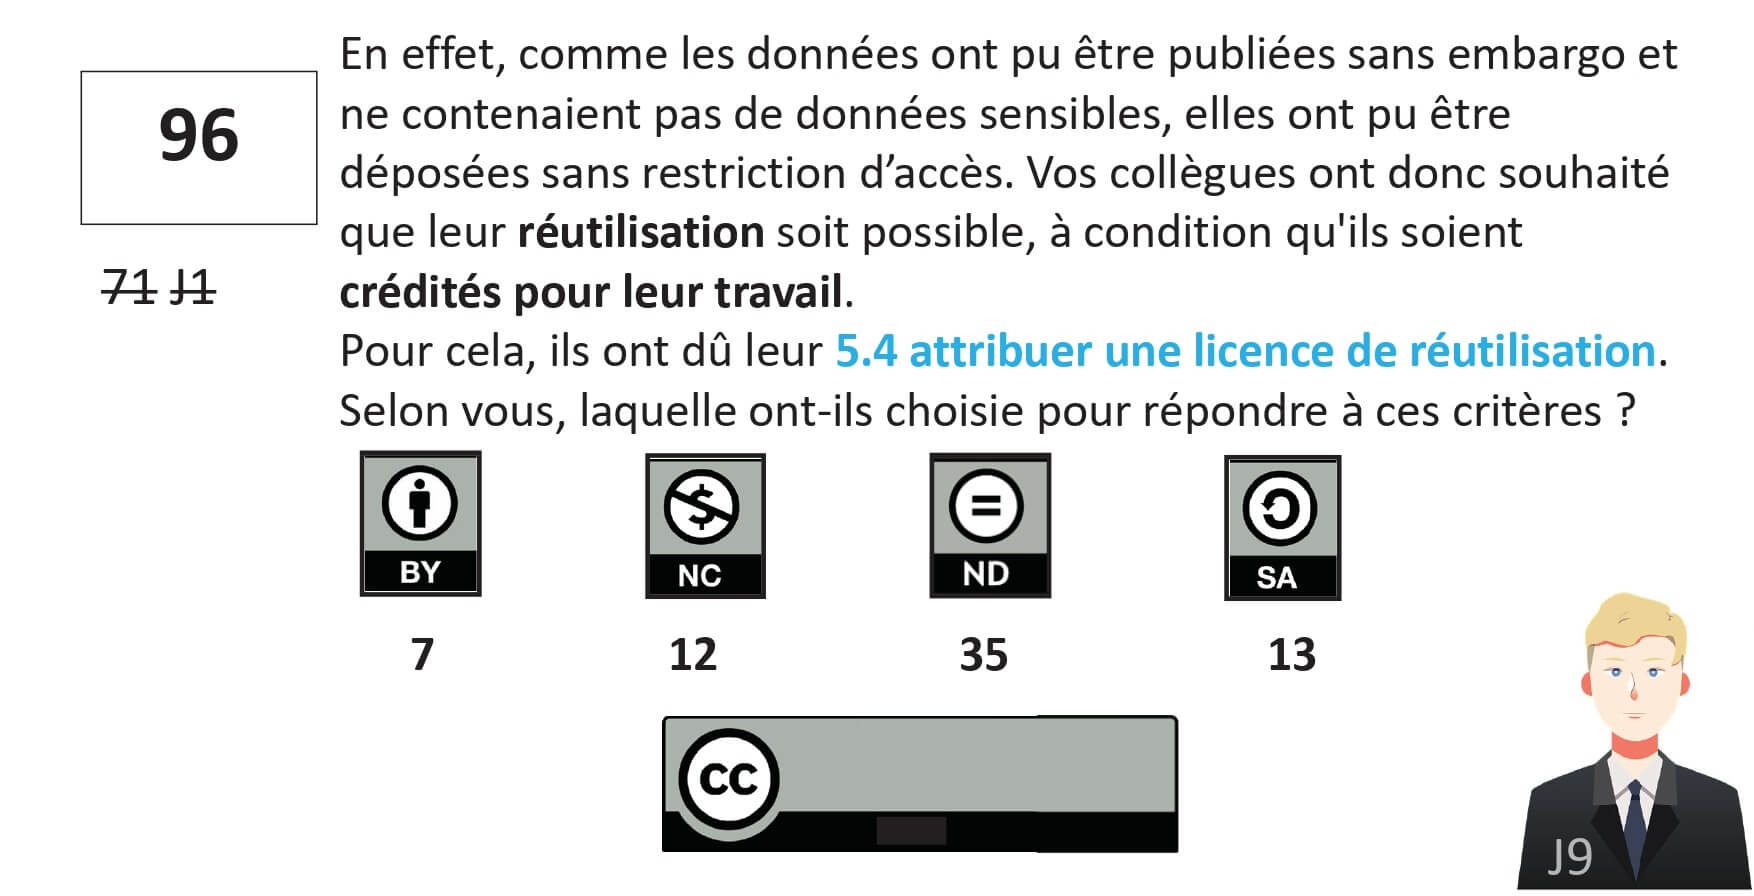 96
71 J1
En effet, comme les données ont pu être publiées sans embargo et
ne contenaient pas de données sensibles, elles ont pu être
déposées sans restriction d’accès. Vos collègues ont donc souhaité
que leur réutilisation soit possible, à condition qu'ils soient
crédités pour leur travail.
Pour cela, ils ont dû leur 5.4 attribuer une licence de réutilisation.
Selon vous, laquelle ont-ils choisie pour répondre à ces critères ?
BY NC ND SA
7 12 35 13
CC
J9